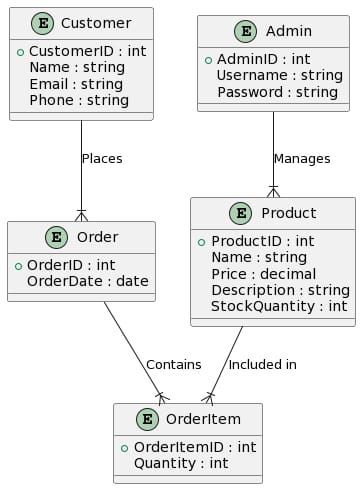 E Customer
CustomerID : int
Name : string
Email : string
Phone : string
E Admin
AdminID : int
Username : string
Password : string
Places
Manages
E Order
OrderID : int
OrderDate : date
E Product
ProductID : int
Name : string
Price : decimal
Description : string
StockQuantity : int
Contains
Included in
E OrderItem
OrderItemID : int
Quantity : int